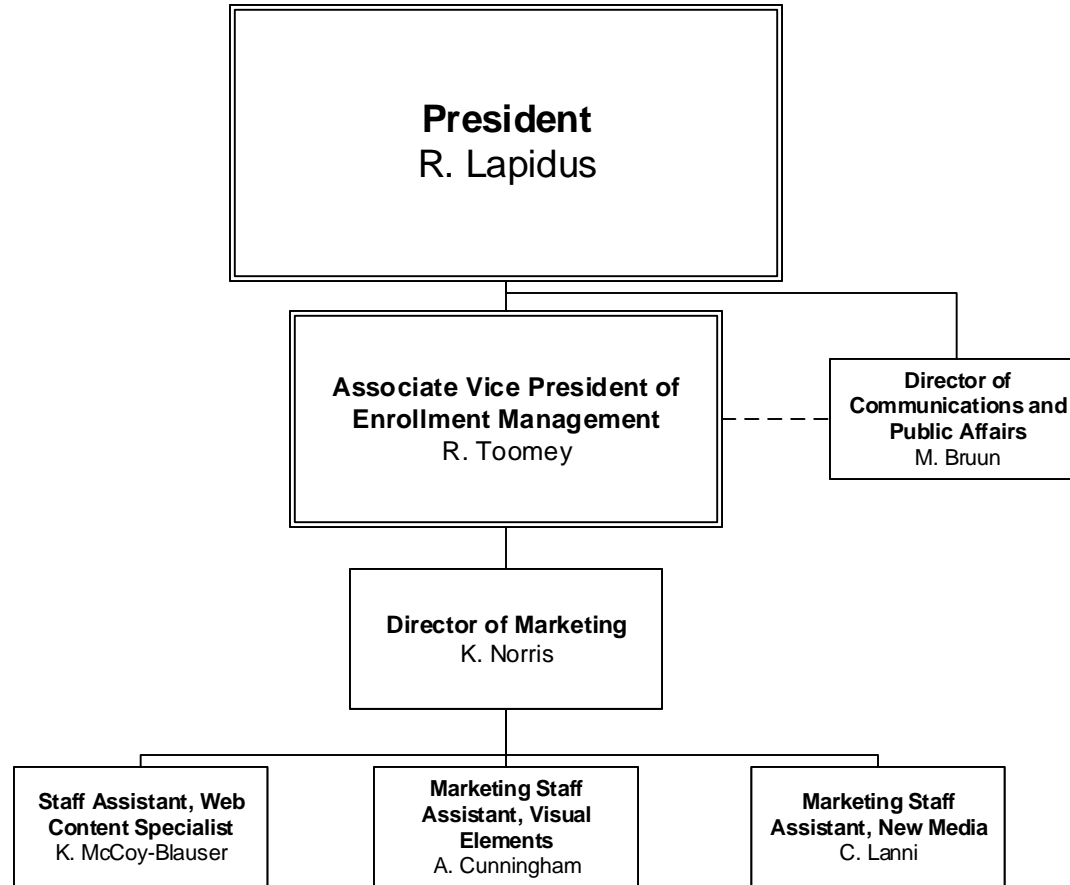 President
R. Lapidus
Associate Vice President of
Enrollment Management
R. Toomey
Director of
Communications and
Public Affairs
M. Bruun
Director of Marketing
K. Norris
Staff Assistant, Web
Content Specialist
K. McCoy-Blauser
Marketing Staff
Assistant, Visual
Elements
A. Cunningham
Marketing Staff
Assistant, New Media
C. Lanni